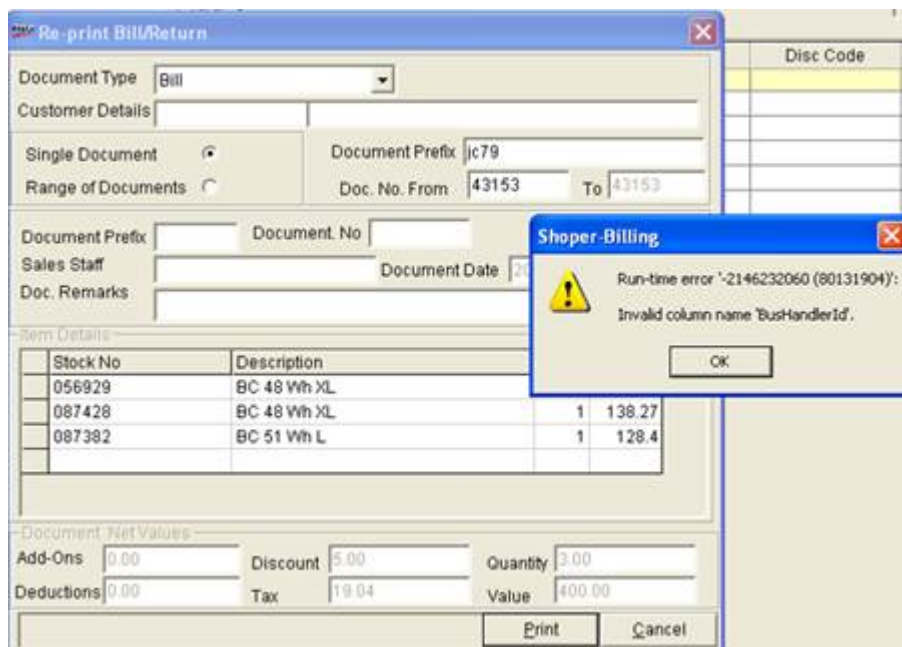 Re-print Bill/Return
Disc Code
Document Type Bill
Customer Details
Single Document
Document Prefix jc79
Range of Documents
Doc. No. From 43153 To 43153
Document Prefix Document. No
Sales Staff Document Date 20
Doc. Remarks
Shoper-Billing
Run-time error '-2146232060 (80131904)':
Invalid column name 'BusHandlerId'.
OK
Item Details
Stock No Description
056929 BC 48 Wh XL
087428 BC 48 Wh XL 1 138.27
087382 BC 51 Wh L 1 128.4
Document Net Values
Add-Ons 0.00 Discount 5.00 Quantity 3.00
Deductions 0.00 Tax 19.04 Value 400.00
Print Cancel